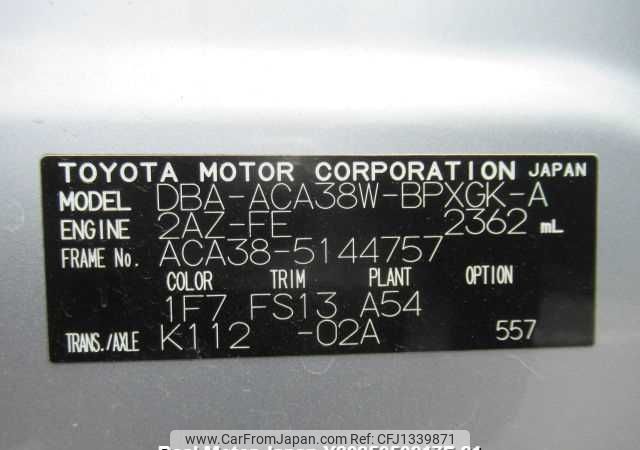 TOYOTA MOTOR CORPORATION JAPAN
MODEL DBA-ACA38W-BPXGK-A
ENGINE 2AZ-FE 2362 mL
FRAME No. ACA38-5144757
COLOR TRIM PLANT OPTION
1F7 FS13 A54
TRANS./AXLE K112 -02A 557
www.CarFromJapan.com - CFJ1339871
Japan